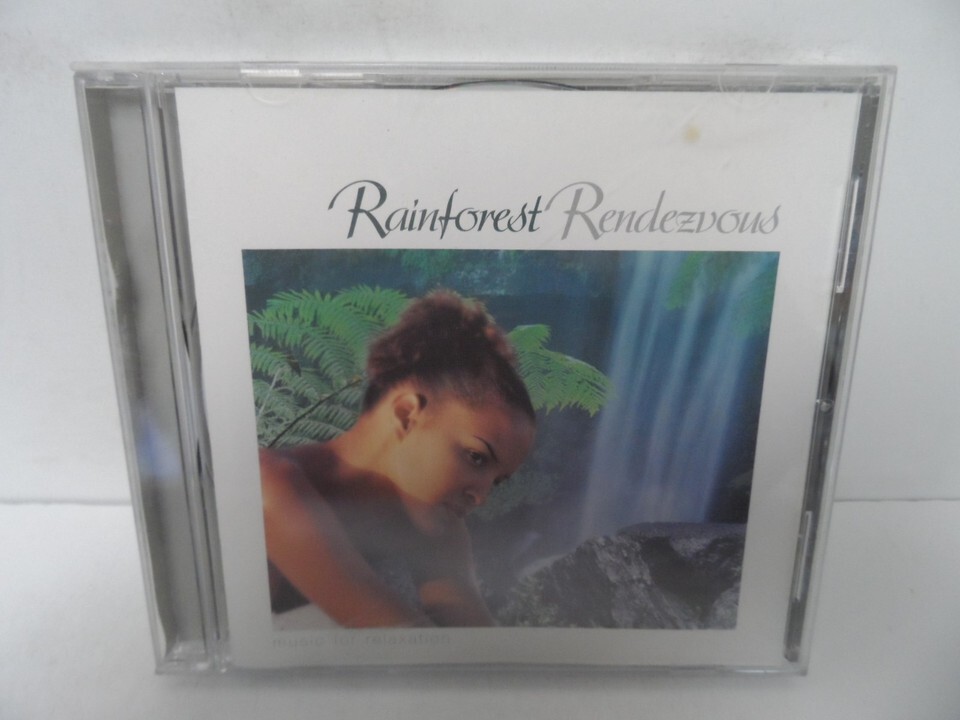 Rainforest Rendezvous
music for relaxation